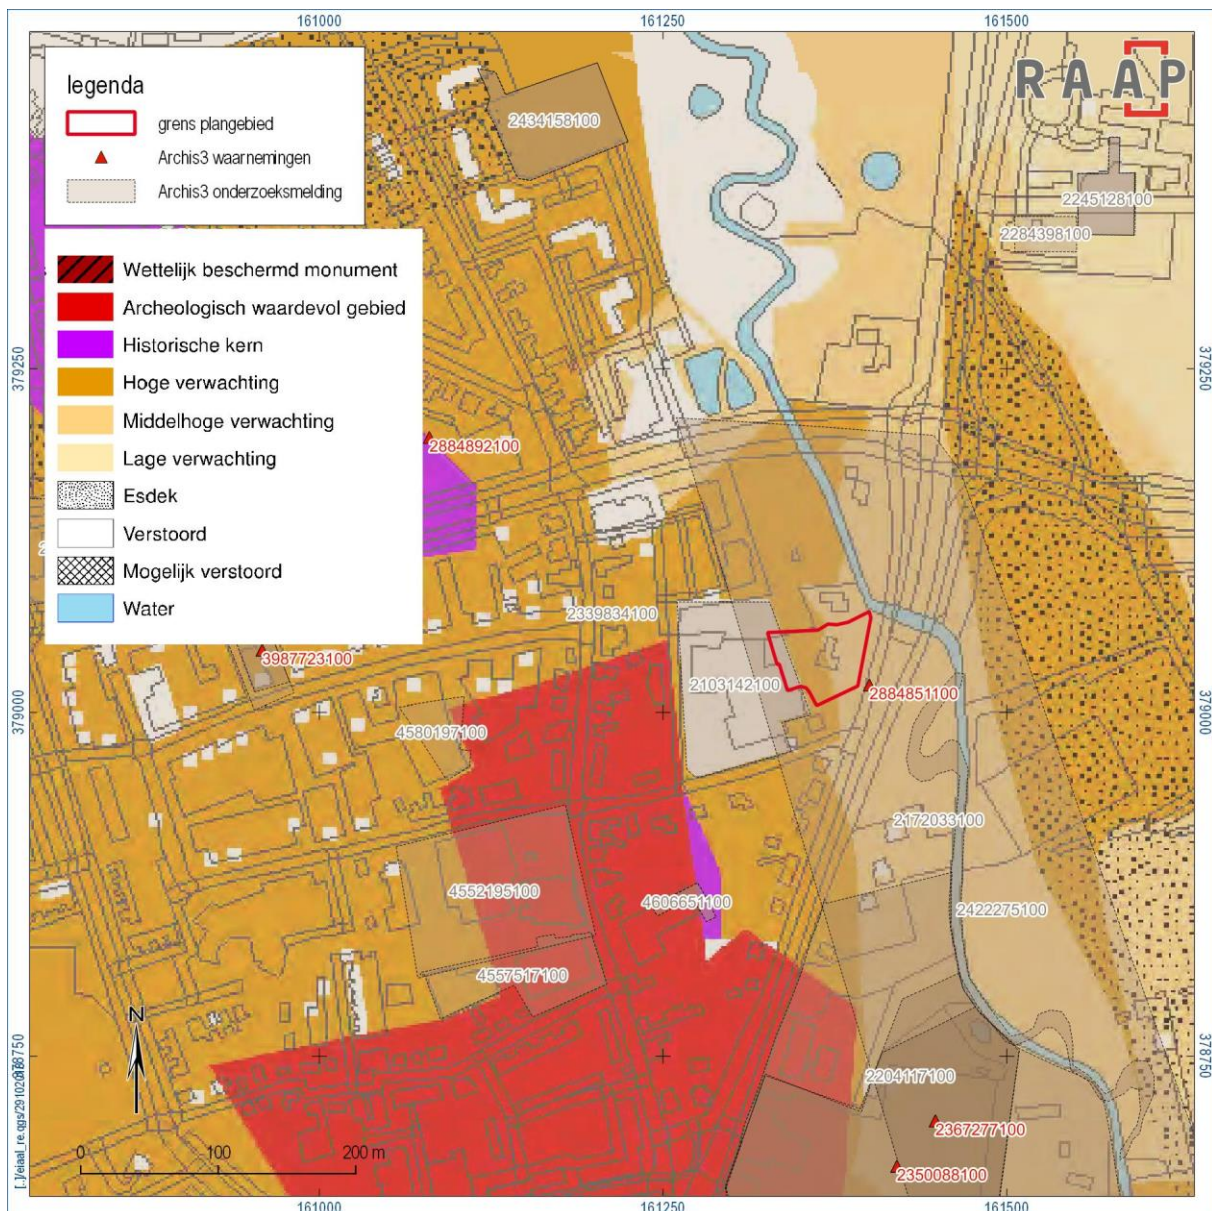 161000
161250
161500
legenda
grens plangebied
Archis3 waarnemingen
Archis3 onderzoeksmelding
RAAP
2434158100
2245128100
2284398100
Wettelijk beschermd monument
Archeologisch waardevol gebied
Historische kern
Hoge verwachting
Middelhoge verwachting
Lage verwachting
Esdek
Verstoord
Mogelijk verstoord
Water
379250
379250
2884892100
2339834100
3987723100
2103142100
2884851100
379000
379000
4580197100
2172033100
4552195100
4606651100
2422275100
4557517100
N
378750
378750
2204117100
2367277100
2350088100
0
100
200 m
161000
161250
161500